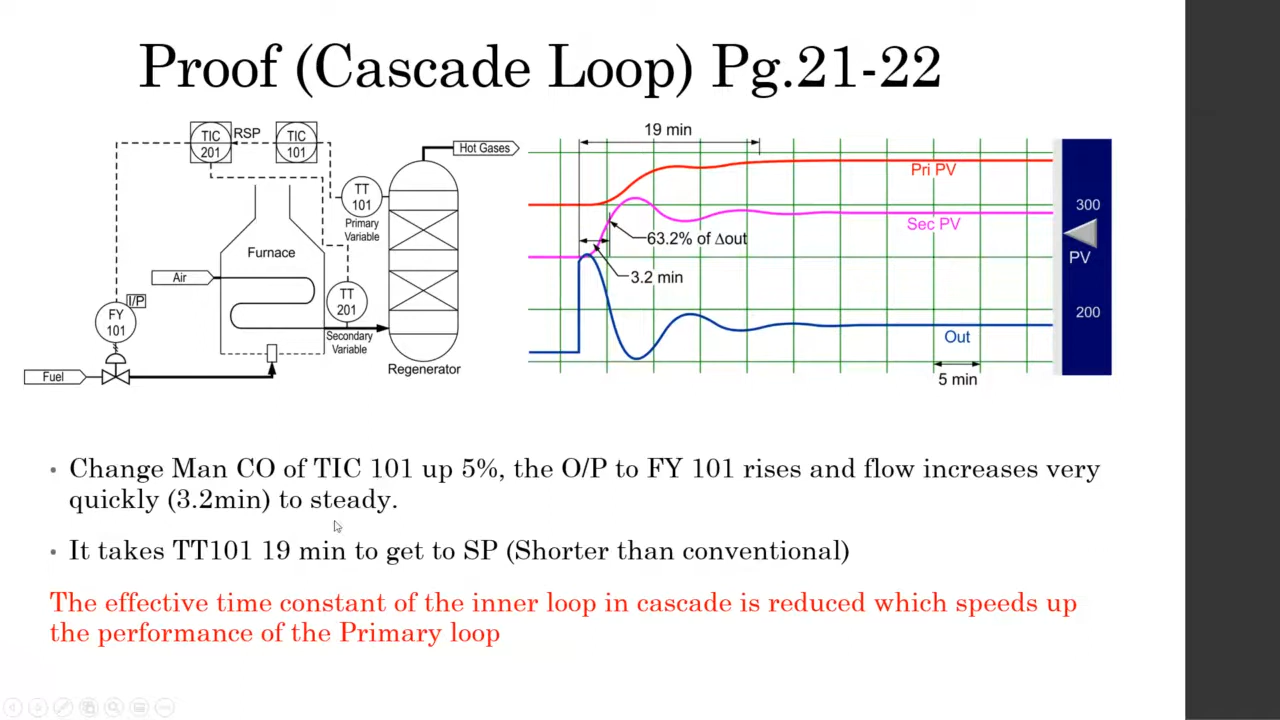 Proof (Cascade Loop) Pg.21-22
TIC
201
RSP
TIC
101
Hot Gases
TT
101
Primary
Variable
Furnace
Air
TT
201
I/P
FY
101
Secondary
Variable
Fuel
Regenerator
19 min
Pri PV
Sec PV
63.2% of Δout
3.2 min
Out
5 min
300
PV
200
• Change Man CO of TIC 101 up 5%, the O/P to FY 101 rises and flow increases very
quickly (3.2min) to steady.
• It takes TT101 19 min to get to SP (Shorter than conventional)
The effective time constant of the inner loop in cascade is reduced which speeds up
the performance of the Primary loop